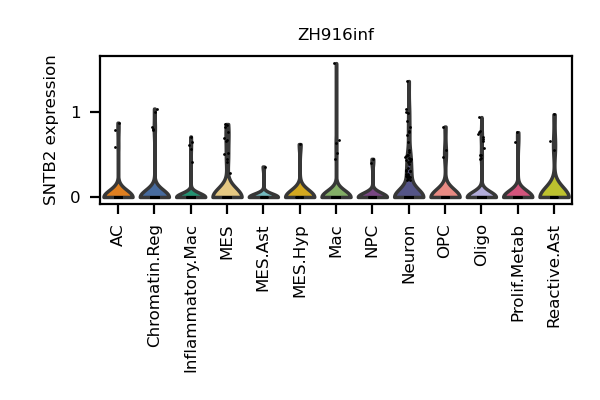 ZH916inf
SNTB2 expression
1
0
AC
Chromatin.Reg
Inflammatory.Mac
MES
MES.Ast
MES.Hyp
Mac
NPC
Neuron
OPC
Oligo
Prolif.Metab
Reactive.Ast